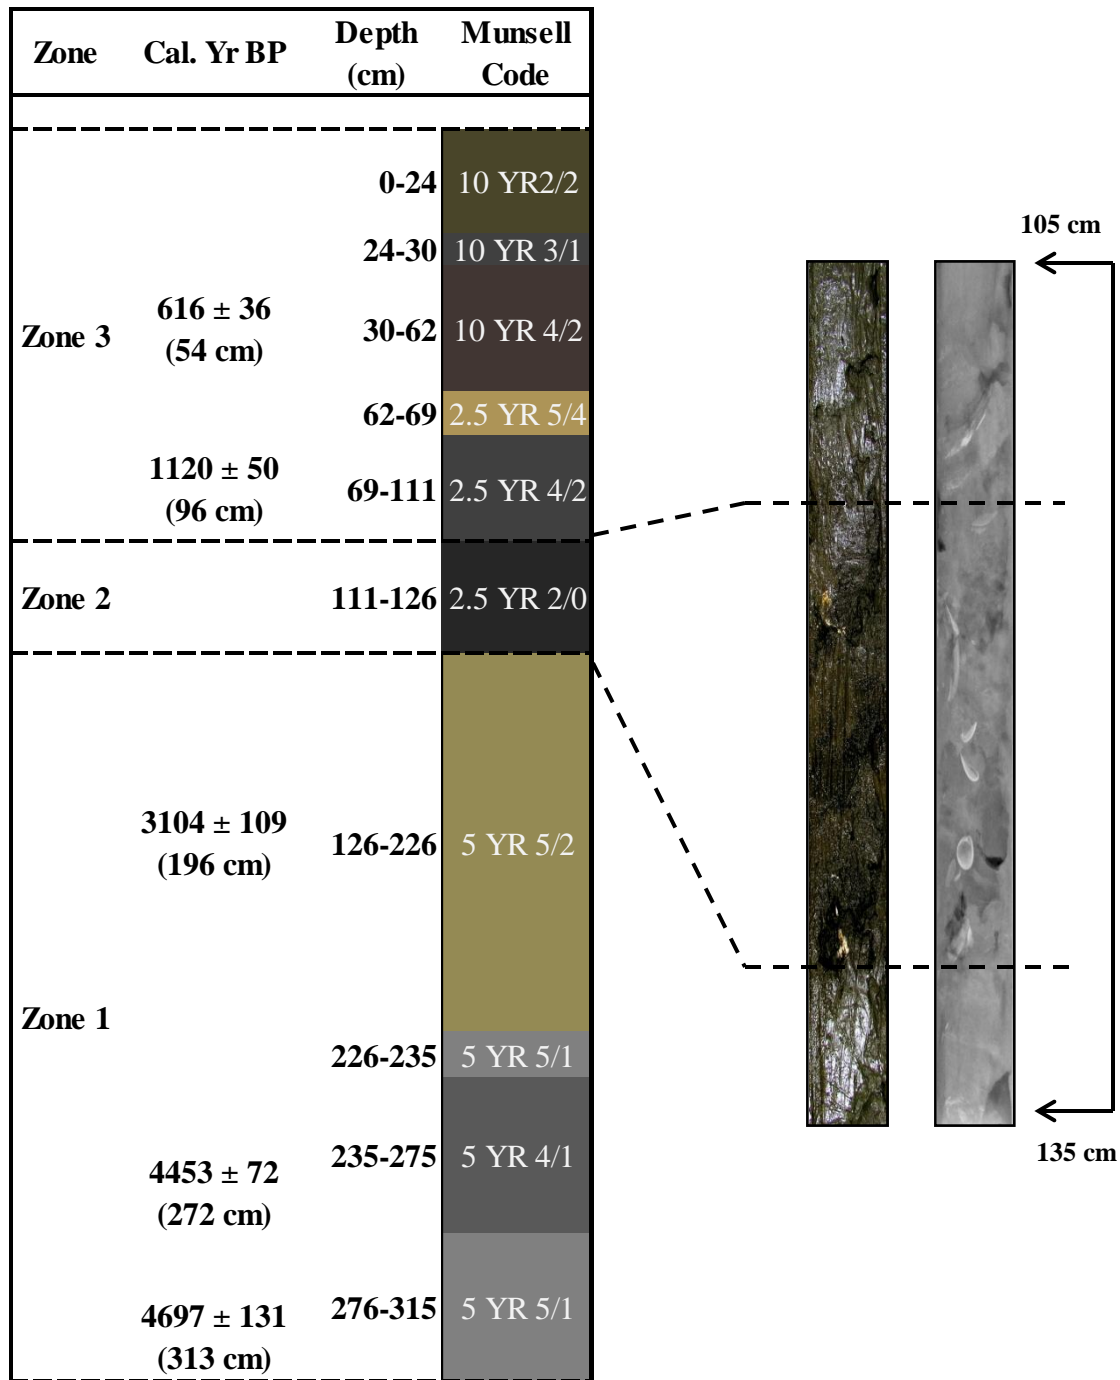 Zone Cal. Yr BP Depth (cm) Munsell Code
0-24 10 YR2/2
24-30 10 YR 3/1
Zone 3
616 ± 36
(54 cm)
30-62 10 YR 4/2
62-69 2.5 YR 5/4
1120 ± 50
(96 cm)
69-111 2.5 YR 4/2
Zone 2 111-126 2.5 YR 2/0
3104 ± 109
(196 cm)
126-226 5 YR 5/2
Zone 1
226-235 5 YR 5/1
4453 ± 72
(272 cm)
235-275 5 YR 4/1
4697 ± 131
(313 cm)
276-315 5 YR 5/1
105 cm
135 cm